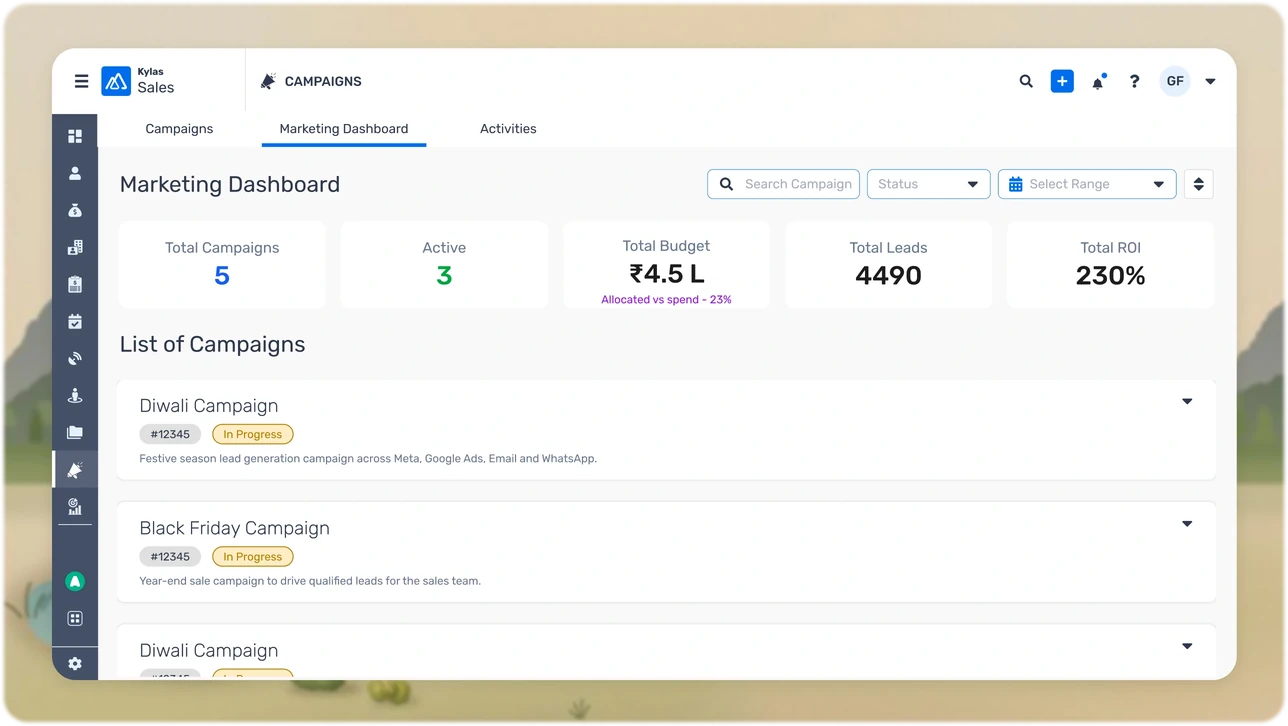 Kylas
Sales
CAMPAIGNS
?
GF
Campaigns
Marketing Dashboard
Activities
Marketing Dashboard
Search Campaign
Status
Select Range
Total Campaigns
5
Active
3
Total Budget
₹4.5 L
Allocated vs spend - 23%
Total Leads
4490
Total ROI
230%
List of Campaigns
Diwali Campaign
#12345
In Progress
Festive season lead generation campaign across Meta, Google Ads, Email and WhatsApp.
Black Friday Campaign
#12345
In Progress
Year-end sale campaign to drive qualified leads for the sales team.
Diwali Campaign